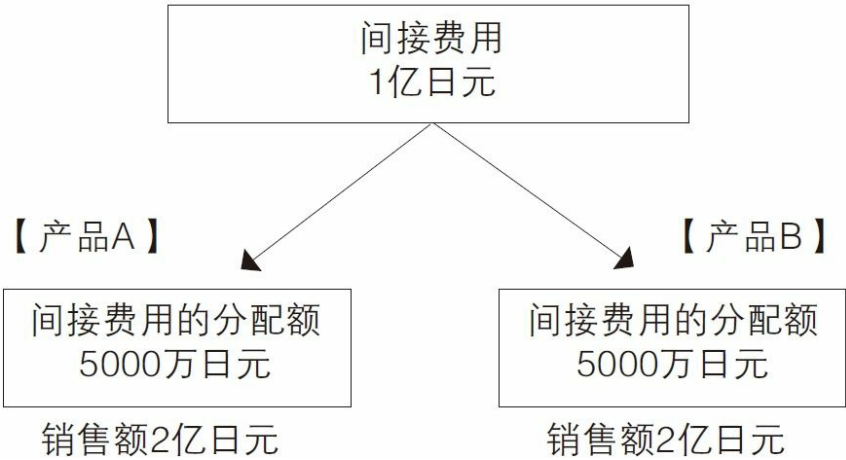 间接费用
1亿日元
【产品A】
【产品B】
间接费用的分配额
5000万日元
间接费用的分配额
5000万日元
销售额2亿日元
销售额2亿日元